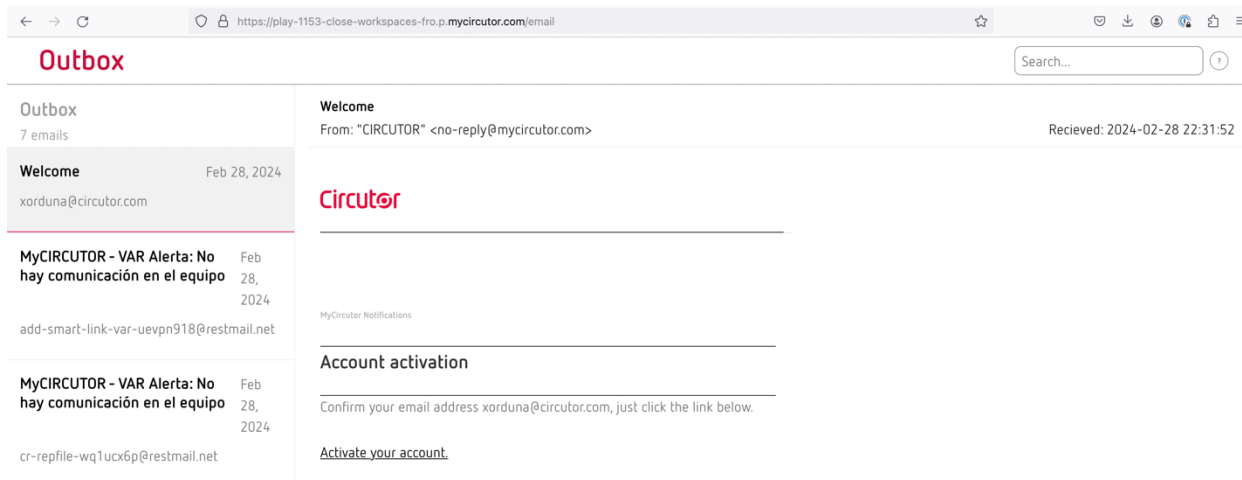 https://play-1153-close-workspaces-fro.p.mycircutor.com/email
Outbox
Search...
?
Outbox
7 emails
Welcome
Feb 28, 2024
xorduna@circutor.com
MyCIRCUTOR - VAR Alerta: No
hay comunicación en el equipo
Feb
28,
2024
add-smart-link-var-uevpn918@restmail.net
MyCIRCUTOR - VAR Alerta: No
hay comunicación en el equipo
Feb
28,
2024
cr-repfile-wq1ucx6p@restmail.net
Welcome
From: "CIRCUTOR" <no-reply@mycircutor.com>
Recieved: 2024-02-28 22:31:52
Circutor
MyCircutor Notifications
Account activation
Confirm your email address xorduna@circutor.com, just click the link below.
Activate your account.